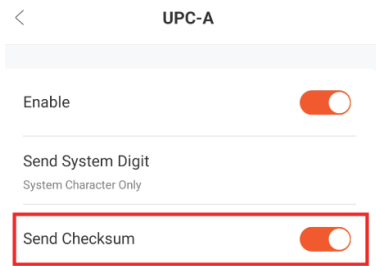 UPC-A
Enable
Send System Digit
System Character Only
Send Checksum